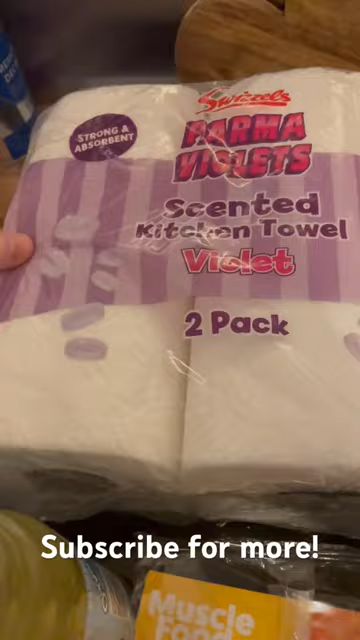 Swizzels
PARMA
VIOLETS
STRONG &
ABSORBENT
Scented
Kitchen Towel
Violet
2 Pack
Subscribe for more!
Muscle
Food